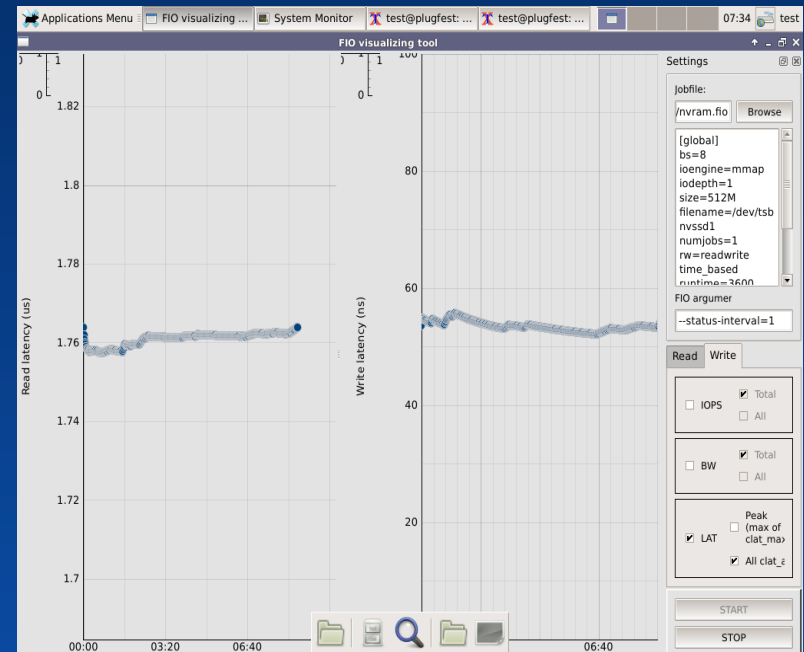 Applications Menu
FIO visualizing ...
System Monitor
test@plugfest: ...
test@plugfest: ...
07:34
test
FIO visualizing tool
1
0
1.82
1.8
1.78
1.76
1.74
1.72
1.7
Read latency (us)
00:00
03:20
06:40
1
0
100
80
60
40
20
Write latency (ns)
06:40
Settings
Jobfile:
/nvram.fio
Browse
[global]
bs=8
ioengine=mmap
iodepth=1
size=512M
filename=/dev/tsb
nvssd1
numjobs=1
rw=readwrite
time_based
runtime=3600
FIO argumer
--status-interval=1
Read
Write
IOPS
Total
All
BW
Total
All
LAT
Peak
(max of
clat_max
All clat_a
START
STOP